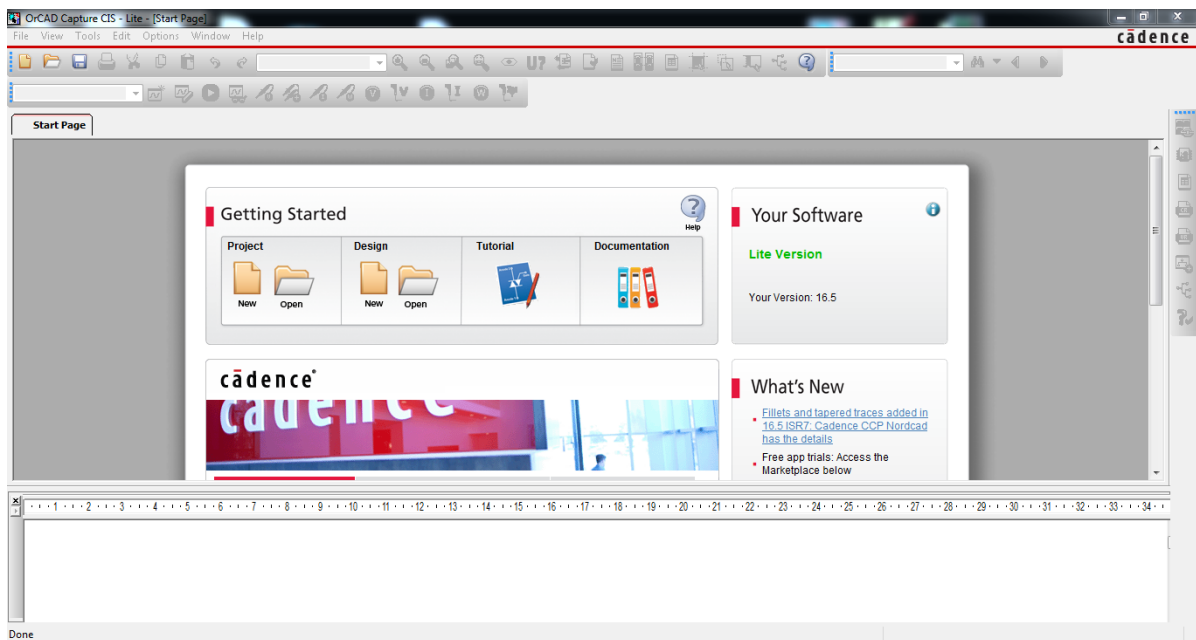 OrCAD Capture CIS - Lite - [Start Page]
File View Tools Edit Options Window Help
cādence
U?
V I W
Start Page
Getting Started
Help
Project Design Tutorial Documentation
New Open New Open
Your Software
Lite Version
Your Version: 16.5
cādence®
cadence
What's New
Fillets and tapered traces added in
16.5 ISR7: Cadence CCP Nordcad
has the details
Free app trials: Access the
Marketplace below
1 2 3 4 5 6 7 8 9 10 11 12 13 14 15 16 17 18 19 20 21 22 23 24 25 26 27 28 29 30 31 32 33 34
Done